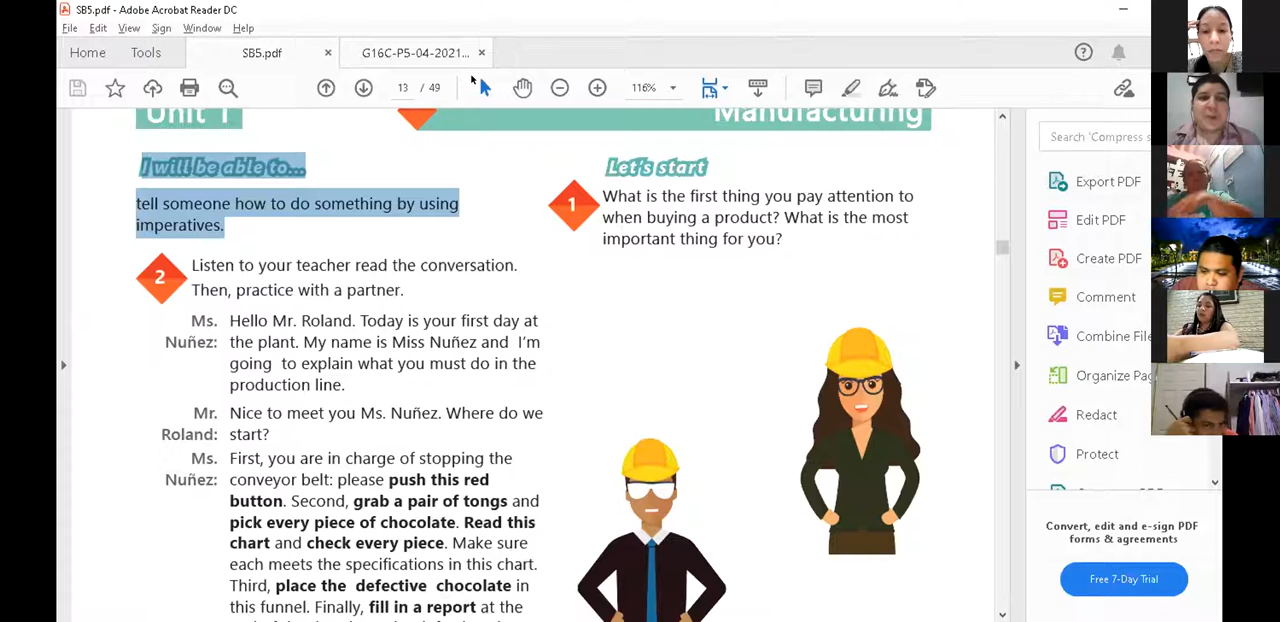 SB5.pdf - Adobe Acrobat Reader DC
File Edit View Sign Window Help
Home Tools SB5.pdf × G16C-P5-04-2021... ×
13 / 49 116%
Unit 1 Manufacturing
I will be able to...
tell someone how to do something by using
imperatives.
Let's start
1 What is the first thing you pay attention to
when buying a product? What is the most
important thing for you?
2 Listen to your teacher read the conversation.
Then, practice with a partner.
Ms. Hello Mr. Roland. Today is your first day at
Nuñez: the plant. My name is Miss Nuñez and I'm
going to explain what you must do in the
production line.
Mr. Nice to meet you Ms. Nuñez. Where do we
Roland: start?
Ms. First, you are in charge of stopping the
Nuñez: conveyor belt: please push this red
button. Second, grab a pair of tongs and
pick every piece of chocolate. Read this
chart and check every piece. Make sure
each meets the specifications in this chart.
Third, place the defective chocolate in
this funnel. Finally, fill in a report at the
Search 'Compress s
Export PDF
Edit PDF
Create PDF
Comment
Combine File
Organize Pag
Redact
Protect
Convert, edit and e-sign PDF
forms & agreements
Free 7-Day Trial